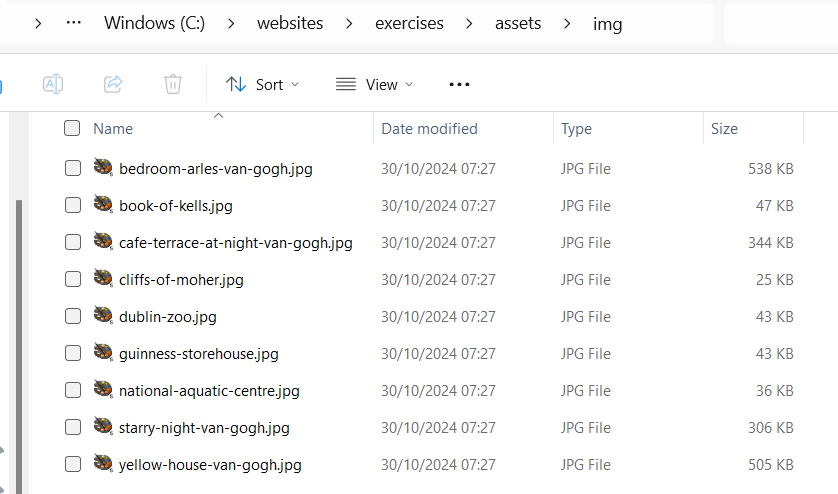 > ··· Windows (C:) > websites > exercises > assets > img
Sort View ···
Name Date modified Type Size
bedroom-arles-van-gogh.jpg 30/10/2024 07:27 JPG File 538 KB
book-of-kells.jpg 30/10/2024 07:27 JPG File 47 KB
cafe-terrace-at-night-van-gogh.jpg 30/10/2024 07:27 JPG File 344 KB
cliffs-of-moher.jpg 30/10/2024 07:27 JPG File 25 KB
dublin-zoo.jpg 30/10/2024 07:27 JPG File 43 KB
guinness-storehouse.jpg 30/10/2024 07:27 JPG File 43 KB
national-aquatic-centre.jpg 30/10/2024 07:27 JPG File 36 KB
starry-night-van-gogh.jpg 30/10/2024 07:27 JPG File 306 KB
yellow-house-van-gogh.jpg 30/10/2024 07:27 JPG File 505 KB